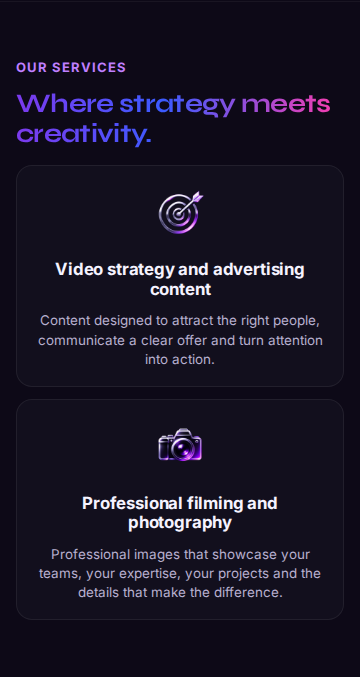 OUR SERVICES
Where strategy meets
creativity.
Video strategy and advertising
content
Content designed to attract the right people,
communicate a clear offer and turn attention
into action.
Professional filming and
photography
Professional images that showcase your
teams, your expertise, your projects and the
details that make the difference.